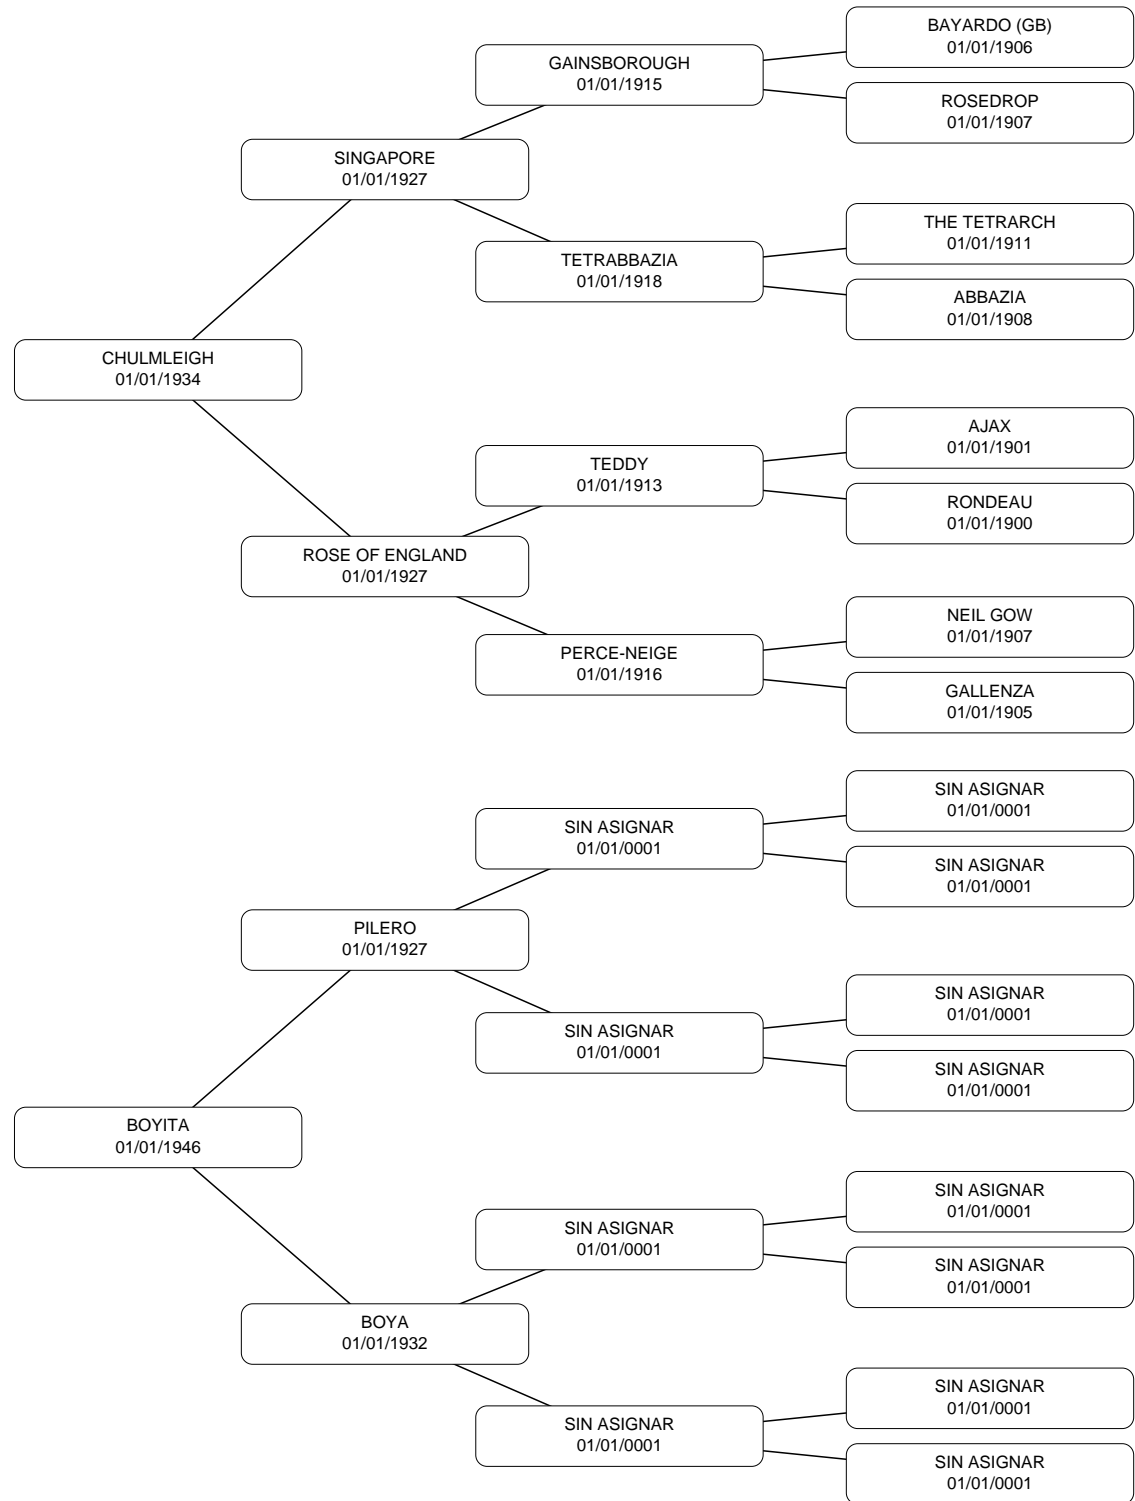 BAYARDO (GB)
01/01/1906
GAINSBOROUGH
01/01/1915
ROSEDROP
01/01/1907
SINGAPORE
01/01/1927
THE TETRARCH
01/01/1911
TETRABBAZIA
01/01/1918
ABBAZIA
01/01/1908
CHULMLEIGH
01/01/1934
AJAX
01/01/1901
TEDDY
01/01/1913
RONDEAU
01/01/1900
ROSE OF ENGLAND
01/01/1927
NEIL GOW
01/01/1907
PERCE-NEIGE
01/01/1916
GALLENZA
01/01/1905
SIN ASIGNAR
01/01/0001
SIN ASIGNAR
01/01/0001
SIN ASIGNAR
01/01/0001
PILERO
01/01/1927
SIN ASIGNAR
01/01/0001
SIN ASIGNAR
01/01/0001
SIN ASIGNAR
01/01/0001
BOYITA
01/01/1946
SIN ASIGNAR
01/01/0001
SIN ASIGNAR
01/01/0001
SIN ASIGNAR
01/01/0001
BOYA
01/01/1932
SIN ASIGNAR
01/01/0001
SIN ASIGNAR
01/01/0001
SIN ASIGNAR
01/01/0001